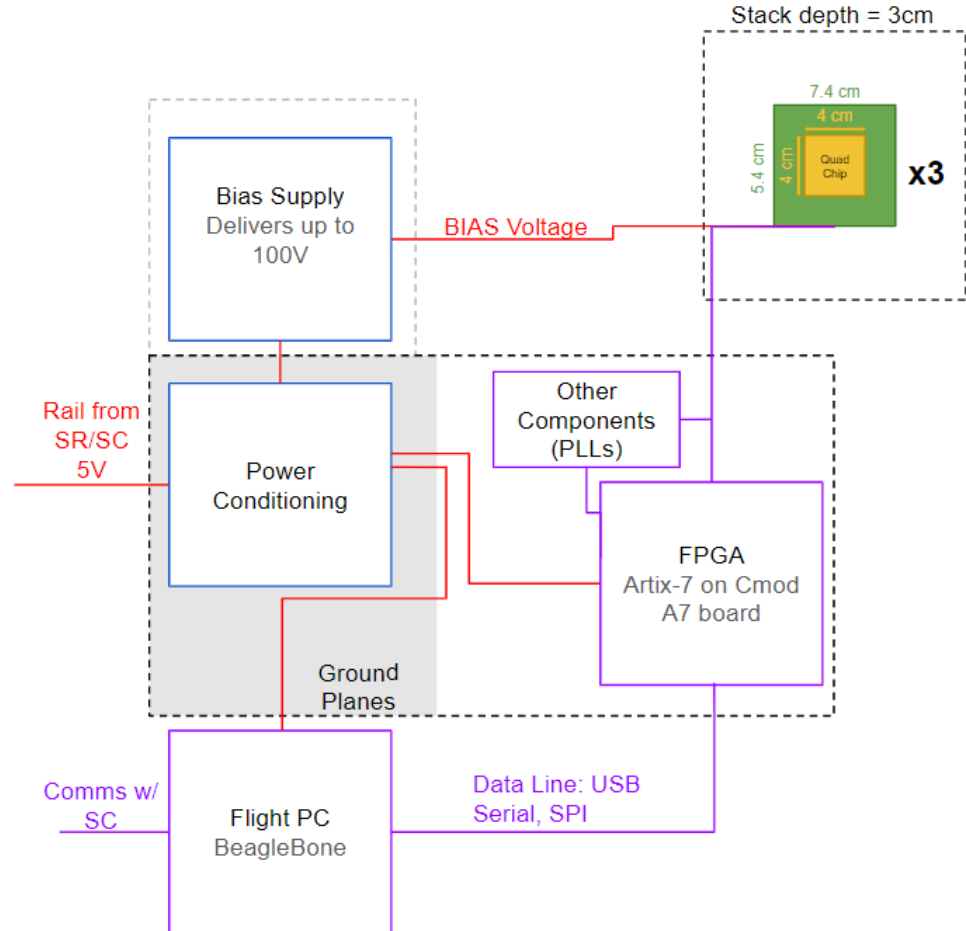 Stack depth = 3cm
7.4 cm
4 cm
5.4 cm
4 cm
Quad
Chip
x3
Bias Supply
Delivers up to
100V
BIAS Voltage
Other
Components
(PLLs)
Rail from
SR/SC
5V
Power
Conditioning
FPGA
Artix-7 on Cmod
A7 board
Ground
Planes
Comms w/
SC
Flight PC
BeagleBone
Data Line: USB
Serial, SPI